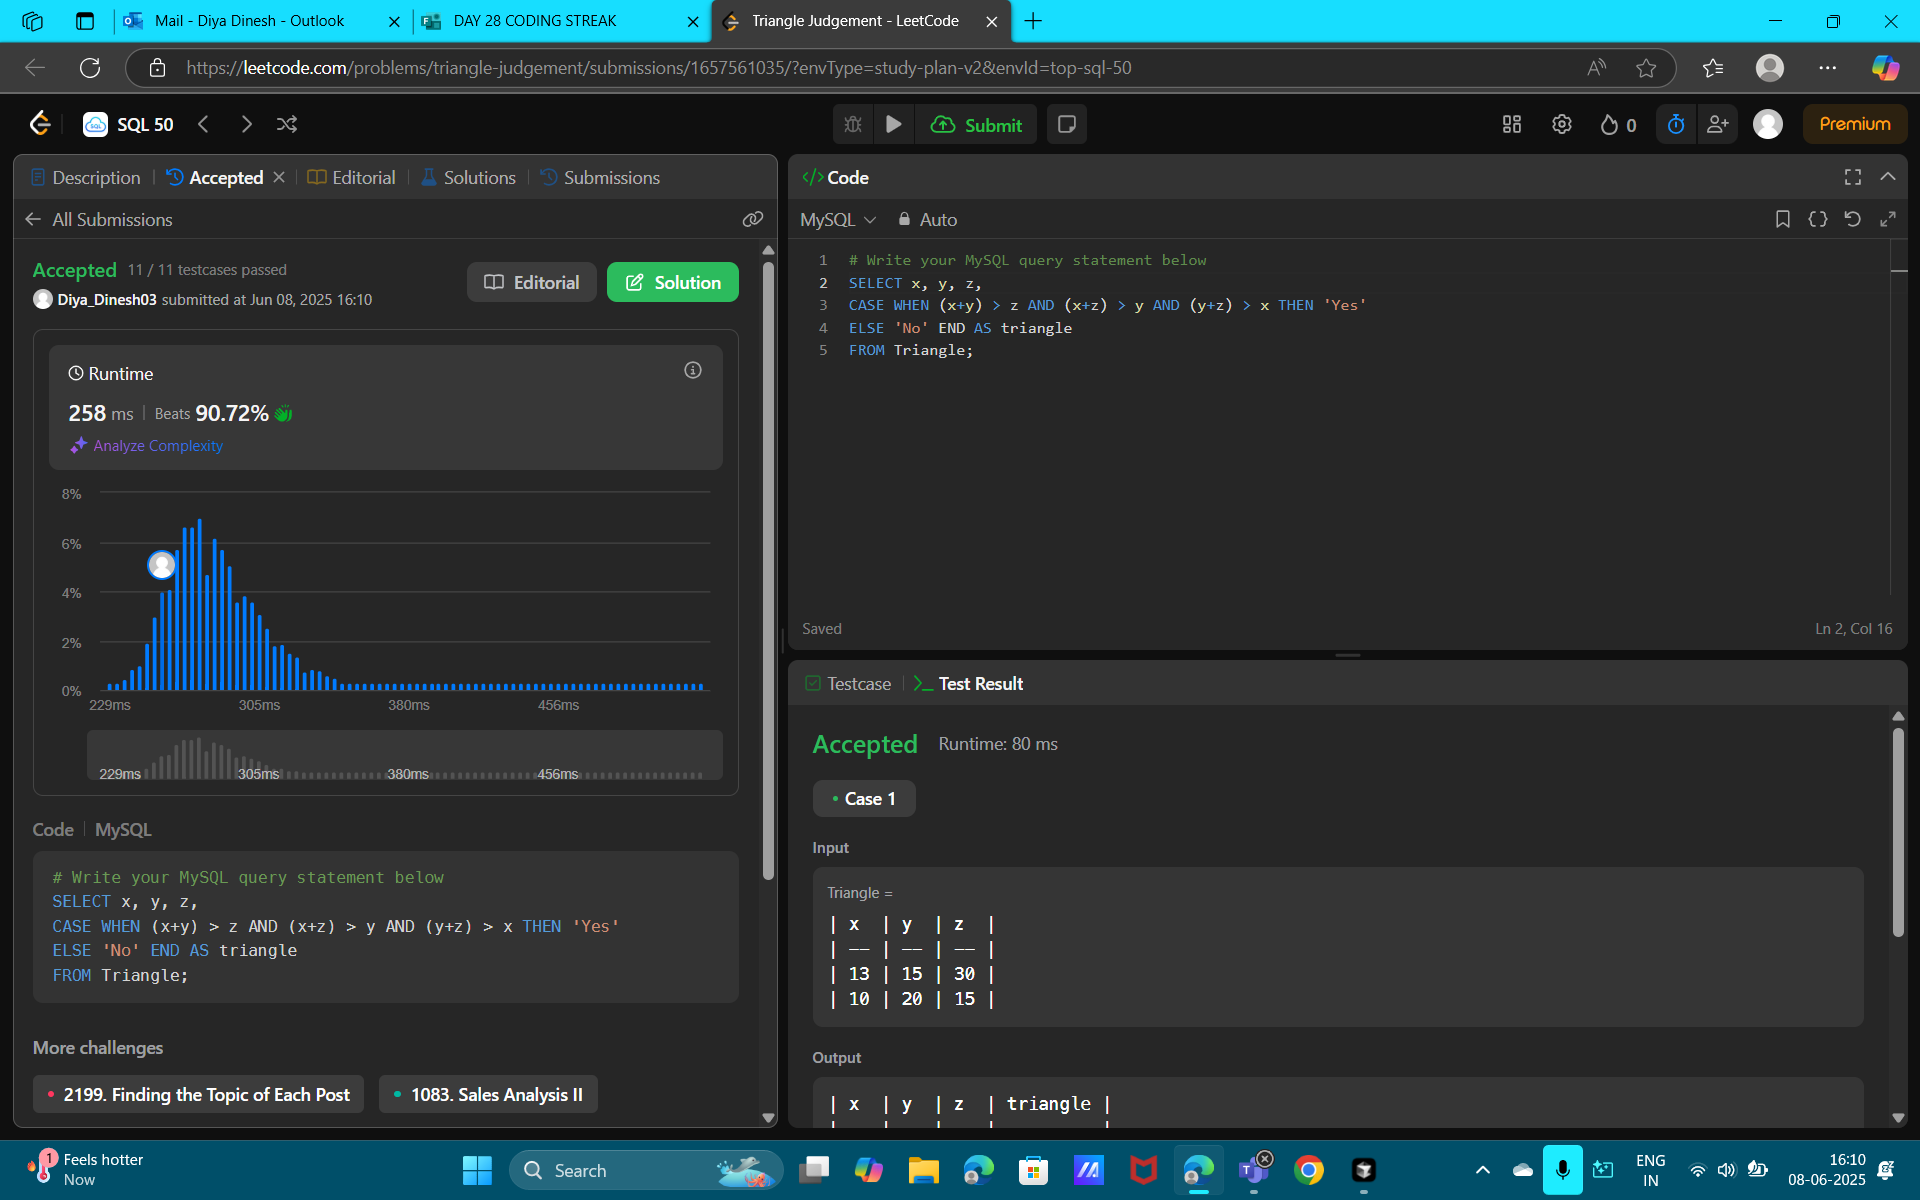 Mail - Diya Dinesh - Outlook
DAY 28 CODING STREAK
Triangle Judgement - LeetCode
https://leetcode.com/problems/triangle-judgement/submissions/1657561035/?envType=study-plan-v2&envId=top-sql-50
SQL 50
Submit
0
Premium
Description
Accepted
Editorial
Solutions
Submissions
All Submissions
Accepted 11 / 11 testcases passed
Diya_Dinesh03 submitted at Jun 08, 2025 16:10
Editorial
Solution
Runtime
258 ms | Beats 90.72%
Analyze Complexity
8%
6%
4%
2%
0%
229ms 305ms 380ms 456ms
229ms 305ms 380ms 456ms
Code | MySQL
# Write your MySQL query statement below
SELECT x, y, z,
CASE WHEN (x+y) > z AND (x+z) > y AND (y+z) > x THEN 'Yes'
ELSE 'No' END AS triangle
FROM Triangle;
More challenges
2199. Finding the Topic of Each Post
1083. Sales Analysis II
</> Code
MySQL
Auto
1 # Write your MySQL query statement below
2 SELECT x, y, z,
3 CASE WHEN (x+y) > z AND (x+z) > y AND (y+z) > x THEN 'Yes'
4 ELSE 'No' END AS triangle
5 FROM Triangle;
Saved
Ln 2, Col 16
Testcase
Test Result
Accepted Runtime: 80 ms
Case 1
Input
Triangle =
| x | y | z |
| -- | -- | -- |
| 13 | 15 | 30 |
| 10 | 20 | 15 |
Output
| x | y | z | triangle |
1
Feels hotter
Now
Search
ENG
IN
16:10
08-06-2025